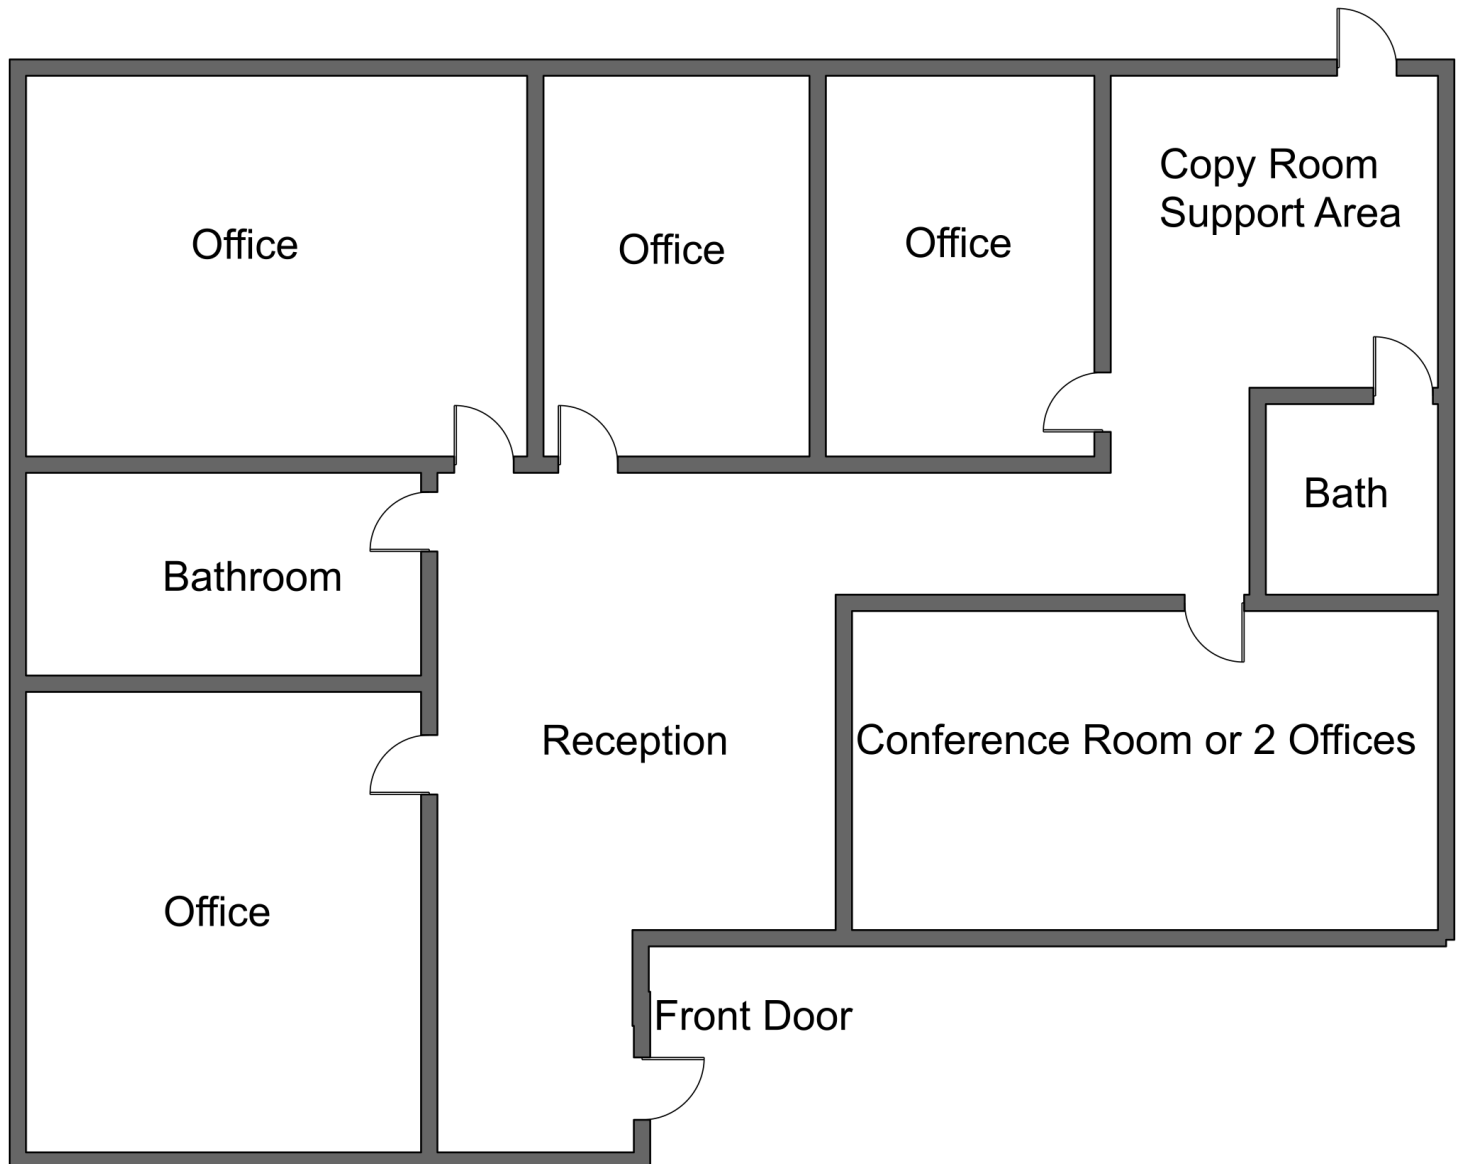 Copy Room
Support Area
Office
Office
Office
Bath
Bathroom
Reception
Conference Room or 2 Offices
Office
Front Door